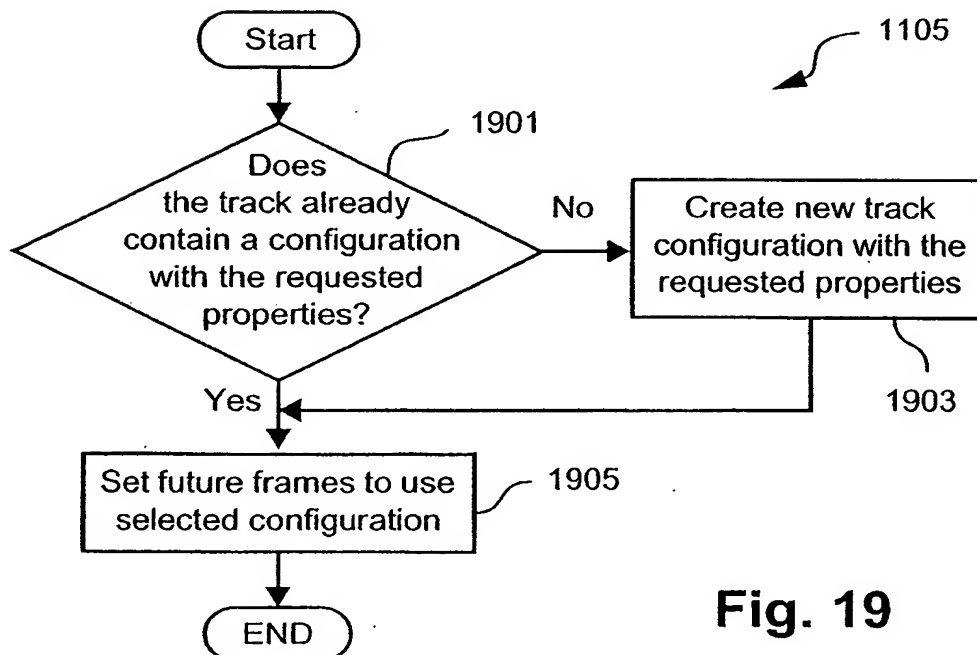 Start
1105
1901
Does
the track already
contain a configuration
with the requested
properties?
No
Create new track
configuration with the
requested properties
Yes
1903
Set future frames to use
selected configuration
1905
END
Fig. 19